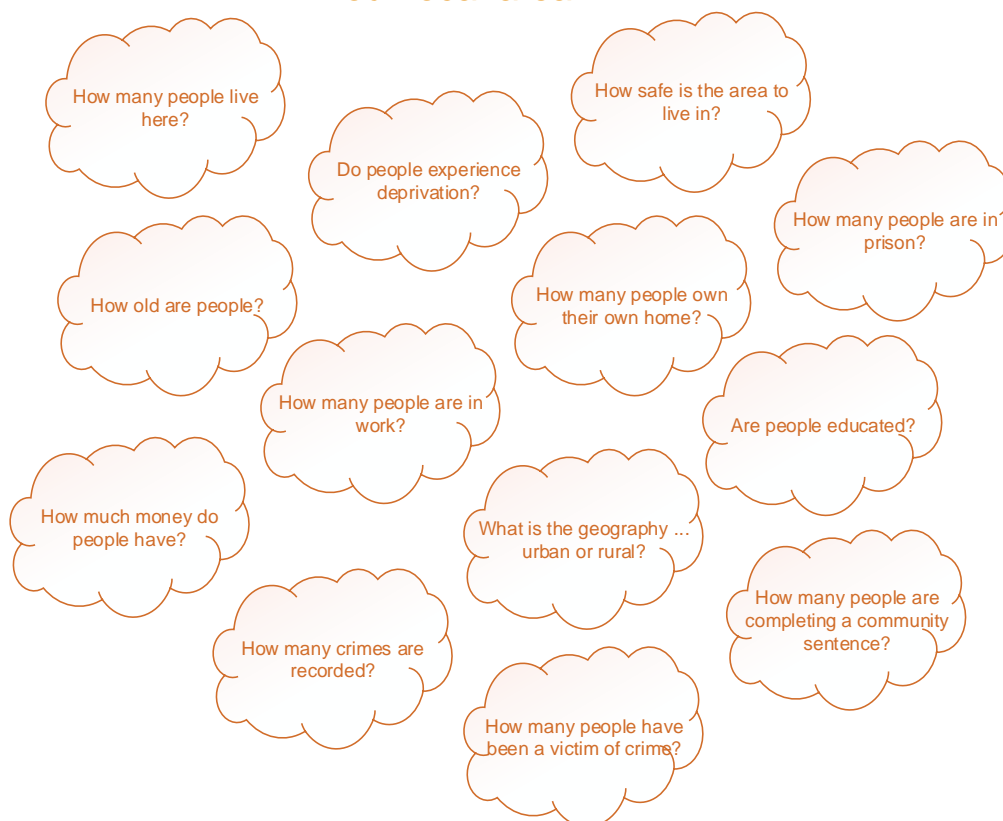 How many people live
here?
How safe is the area to
live in?
Do people experience
deprivation?
How many people are in?
prison?
How old are people?
How many people own
their own home?
How many people are in
work?
Are people educated?
How much money do
people have?
What is the geography ...
urban or rural?
How many people are
completing a community
sentence?
How many crimes are
recorded?
How many people have
been a victim of crime?